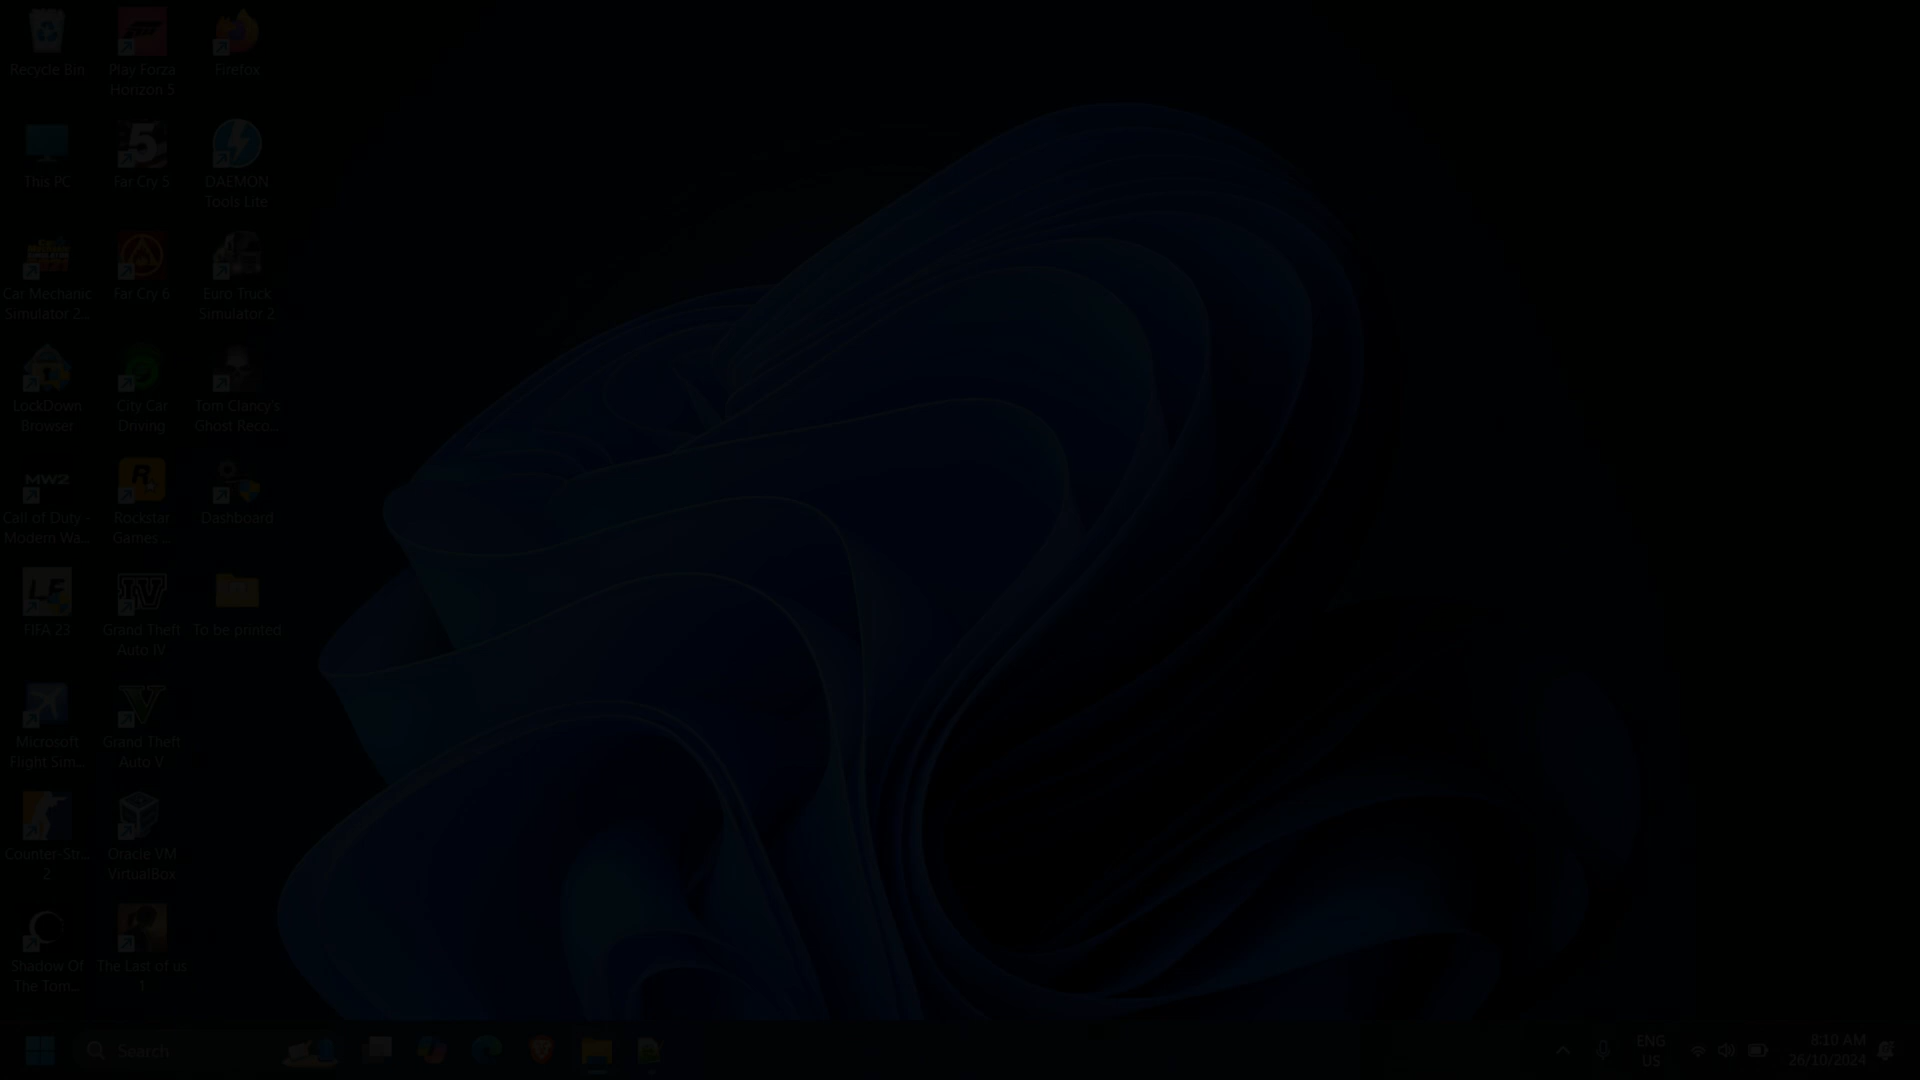 Recycle Bin
Play Forza
Horizon 5
Firefox
This PC
5
Far Cry 5
DAEMON
Tools Lite
Car Mechanic
Simulator 2...
Far Cry 6
Euro Truck
Simulator 2
LockDown
Browser
City Car
Driving
Tom Clancy's
Ghost Reco...
MW2
Call of Duty -
Modern Wa...
R
Rockstar
Games ...
Dashboard
LE
FIFA 23
IV
Grand Theft
Auto IV
To be printed
Microsoft
Flight Sim...
V
Grand Theft
Auto V
Counter-Str...
2
Oracle VM
VirtualBox
Shadow Of
The Tom...
The Last of us
1
Search
ENG
US
8:10 AM
26/10/2024